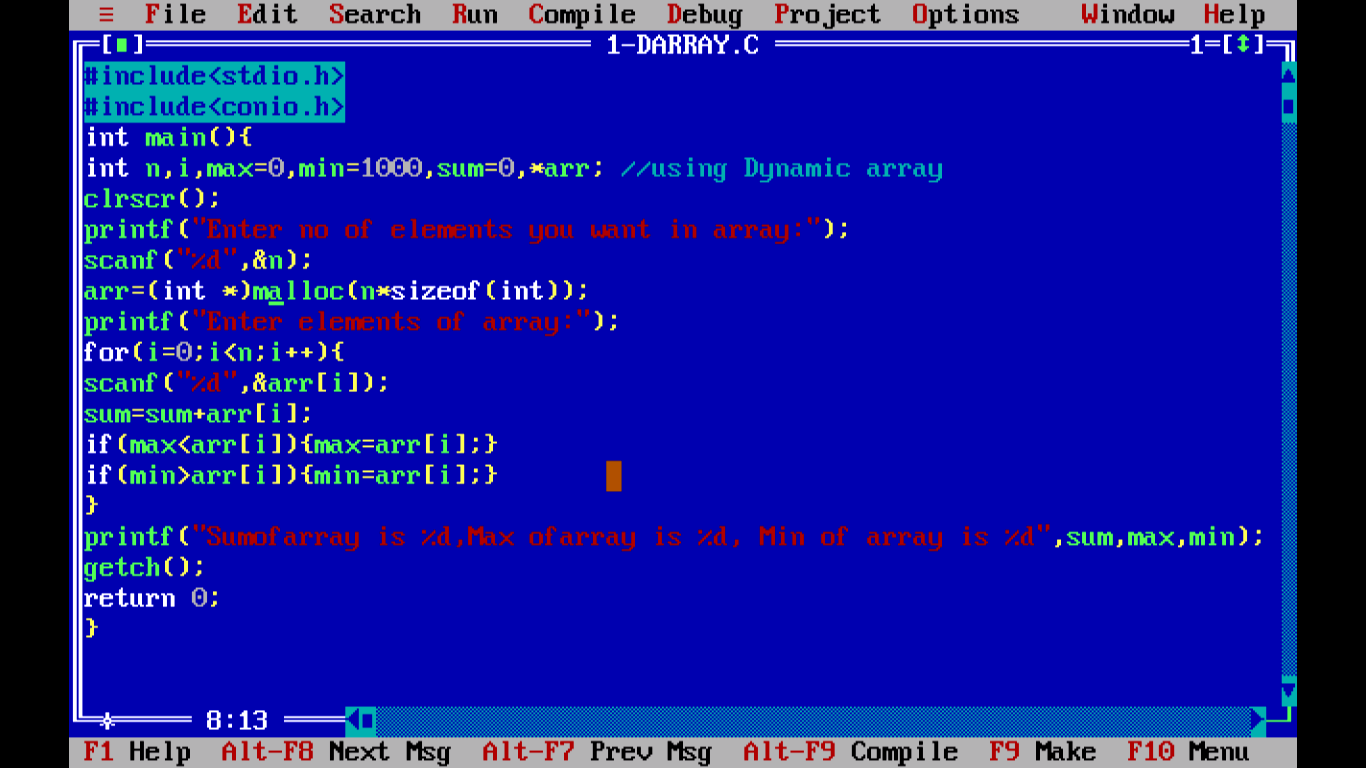 ≡ File Edit Search Run Compile Debug Project Options Window Help
[■] 1-DARRAY.C 1=[↕]
#include<stdio.h>
#include<conio.h>
int main(){
int n,i,max=0,min=1000,sum=0,*arr; //using Dynamic array
clrscr();
printf("Enter no of elements you want in array:");
scanf("%d",&n);
arr=(int *)malloc(n*sizeof(int));
printf("Enter elements of array:");
for(i=0;i<n;i++){
scanf("%d",&arr[i]);
sum=sum+arr[i];
if(max<arr[i]){max=arr[i];}
if(min>arr[i]){min=arr[i];}
}
printf("Sumofarray is %d,Max ofarray is %d, Min of array is %d",sum,max,min);
getch();
return 0;
}
8:13
F1 Help Alt-F8 Next Msg Alt-F7 Prev Msg Alt-F9 Compile F9 Make F10 Menu